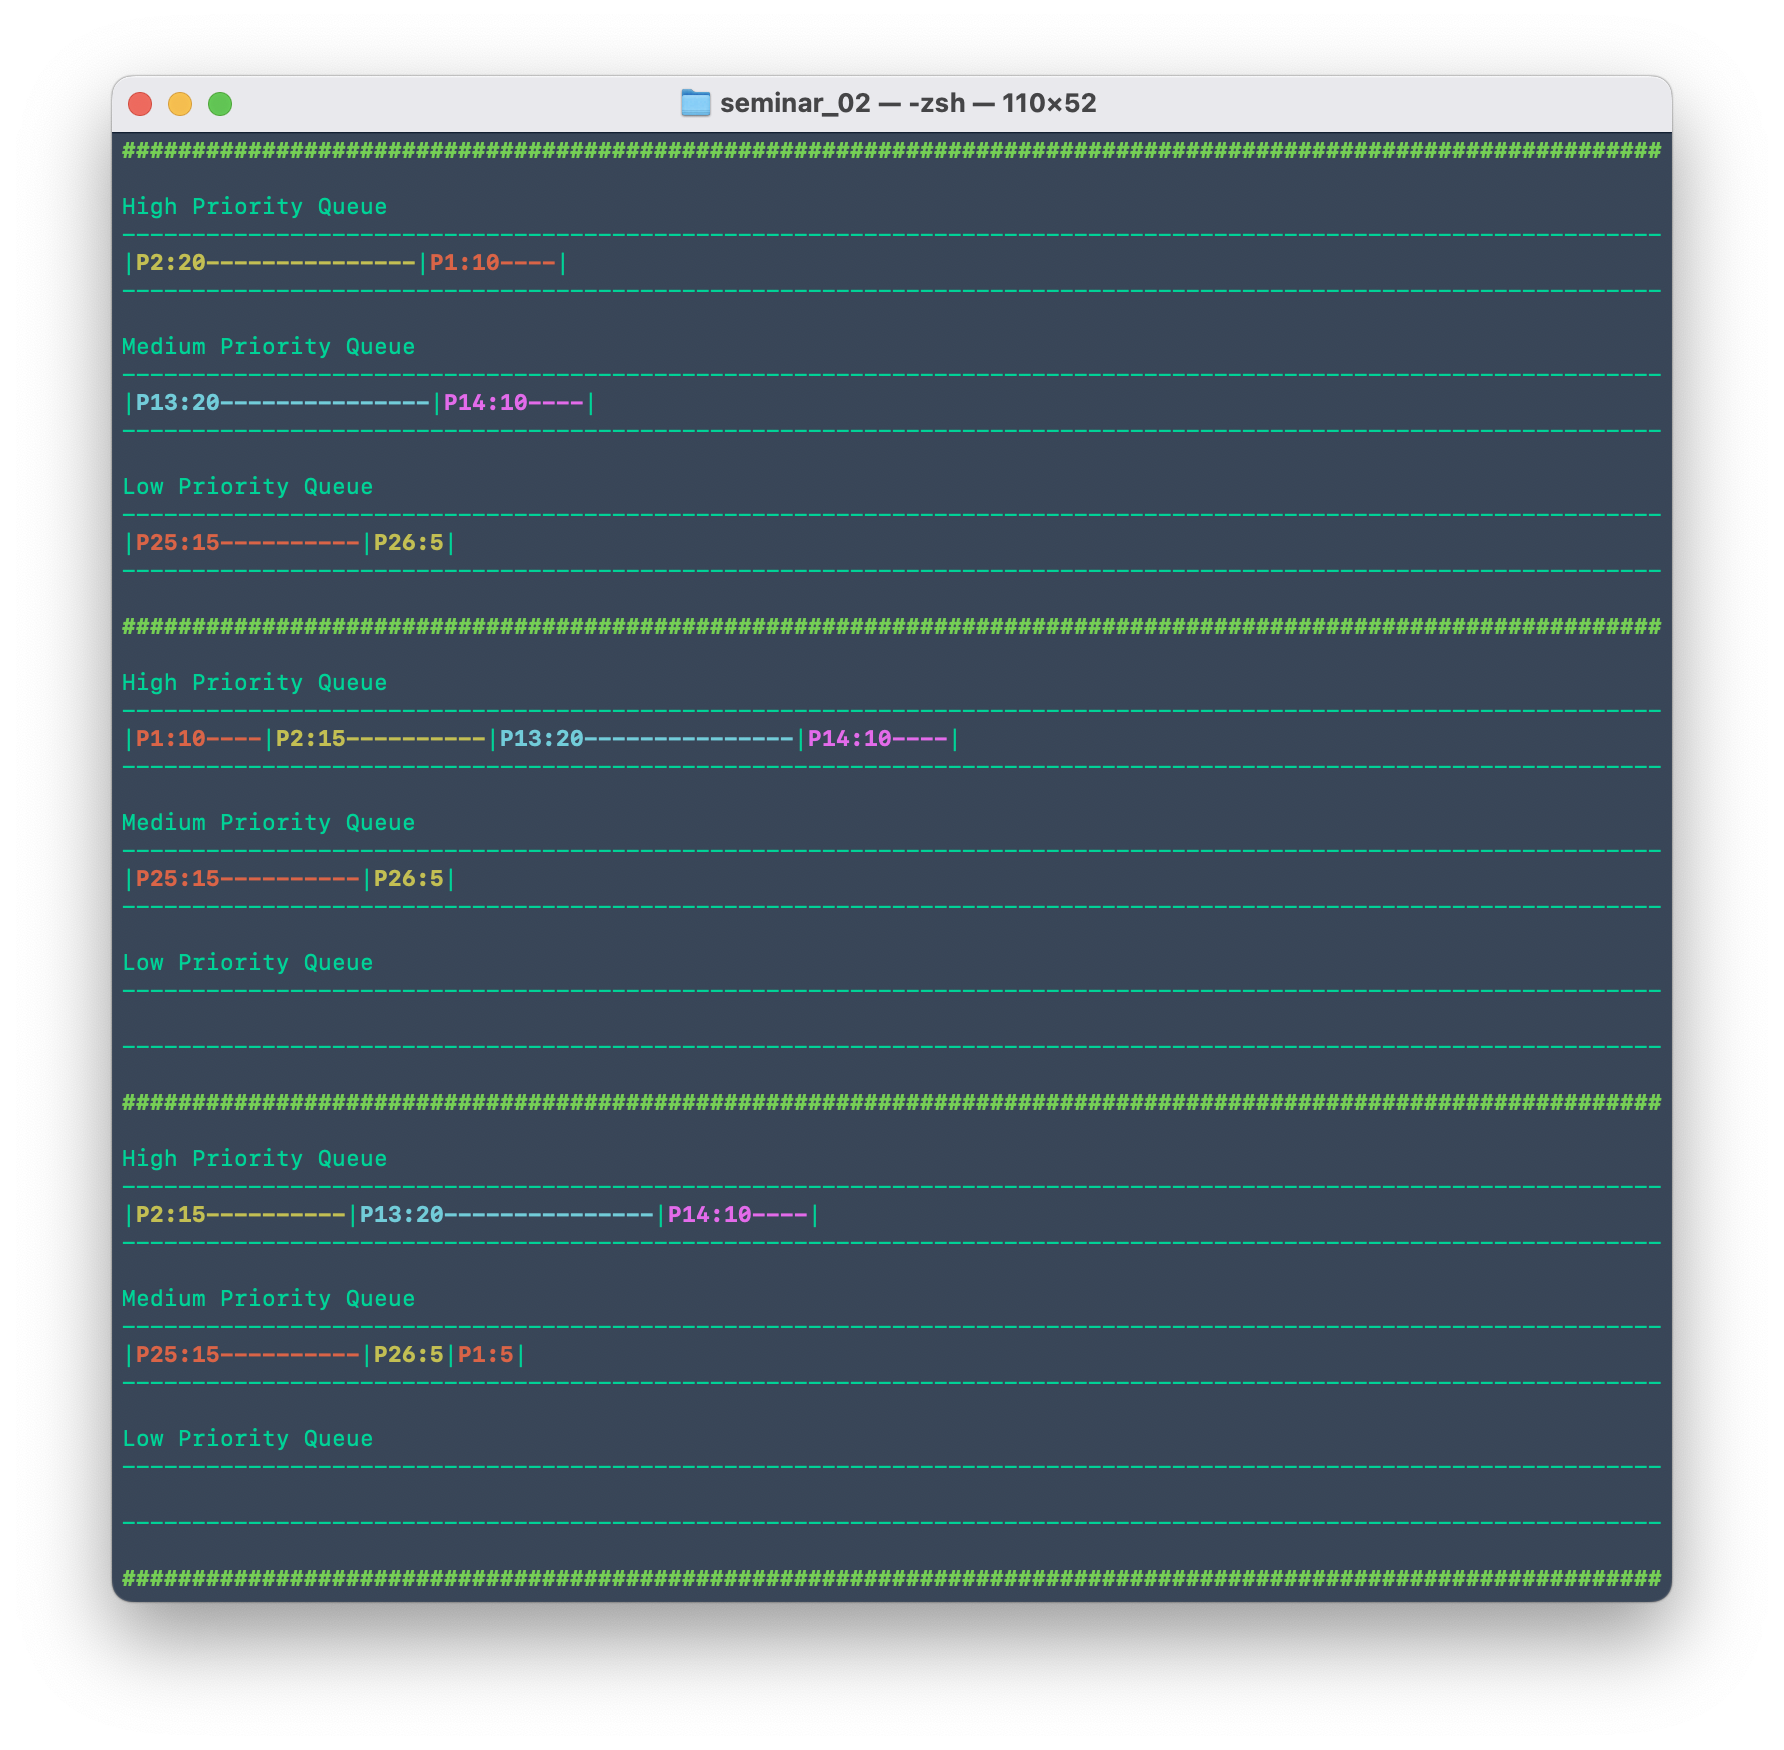 seminar_02 — -zsh — 110×52
##############################################################################################################
High Priority Queue
--------------------------------------------------------------------------------------------------------------
|P2:20---------------|P1:10----|
--------------------------------------------------------------------------------------------------------------
Medium Priority Queue
--------------------------------------------------------------------------------------------------------------
|P13:20---------------|P14:10----|
--------------------------------------------------------------------------------------------------------------
Low Priority Queue
--------------------------------------------------------------------------------------------------------------
|P25:15----------|P26:5|
--------------------------------------------------------------------------------------------------------------
##############################################################################################################
High Priority Queue
--------------------------------------------------------------------------------------------------------------
|P1:10----|P2:15----------|P13:20---------------|P14:10----|
--------------------------------------------------------------------------------------------------------------
Medium Priority Queue
--------------------------------------------------------------------------------------------------------------
|P25:15----------|P26:5|
--------------------------------------------------------------------------------------------------------------
Low Priority Queue
--------------------------------------------------------------------------------------------------------------
--------------------------------------------------------------------------------------------------------------
##############################################################################################################
High Priority Queue
--------------------------------------------------------------------------------------------------------------
|P2:15----------|P13:20---------------|P14:10----|
--------------------------------------------------------------------------------------------------------------
Medium Priority Queue
--------------------------------------------------------------------------------------------------------------
|P25:15----------|P26:5|P1:5|
--------------------------------------------------------------------------------------------------------------
Low Priority Queue
--------------------------------------------------------------------------------------------------------------
--------------------------------------------------------------------------------------------------------------
##############################################################################################################